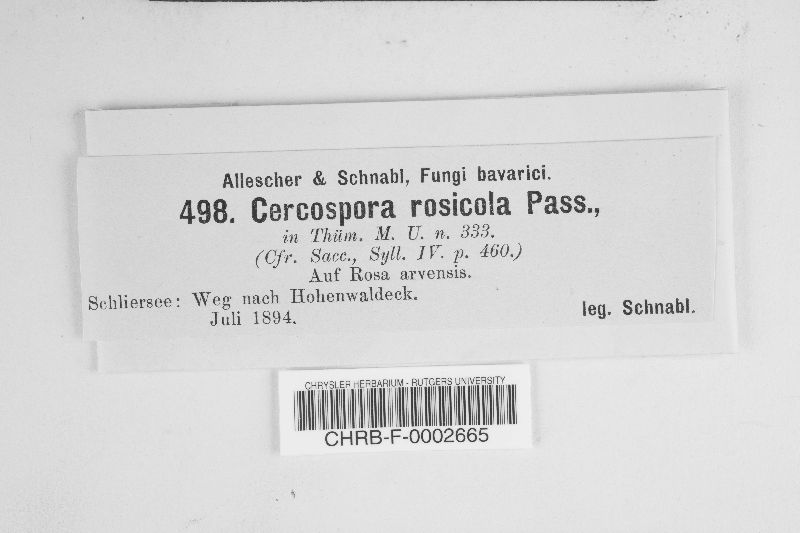 Allescher & Schnabl, Fungi bavarici.
498. Cercospora rosicola Pass.,
in Thüm. M. U. n. 333.
(Cfr. Sacc., Syll. IV. p. 460.)
Auf Rosa arvensis.
Schliersee: Weg nach Hohenwaldeck.
Juli 1894.
leg. Schnabl.
CHRYSLER HERBARIUM - RUTGERS UNIVERSITY
CHRB-F-0002665